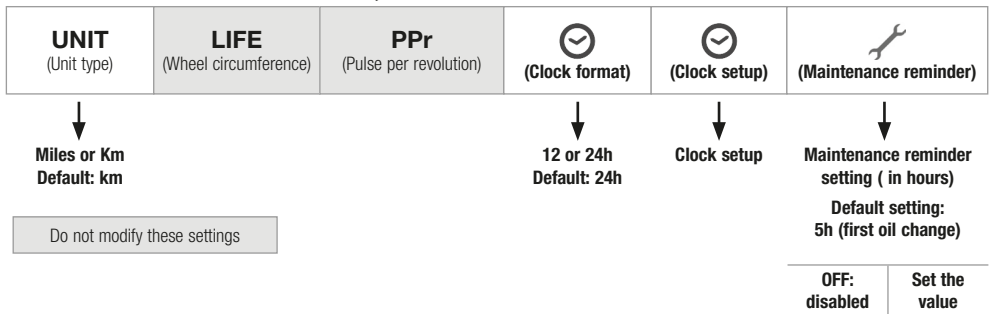 UNIT
(Unit type)
LIFE
(Wheel circumference)
PPr
(Pulse per revolution)
(Clock format)
(Clock setup)
(Maintenance reminder)
Miles or Km
Default: km
12 or 24h
Default: 24h
Clock setup
Maintenance reminder
setting ( in hours)
Default setting:
5h (first oil change)
Do not modify these settings
OFF:
disabled
Set the
value